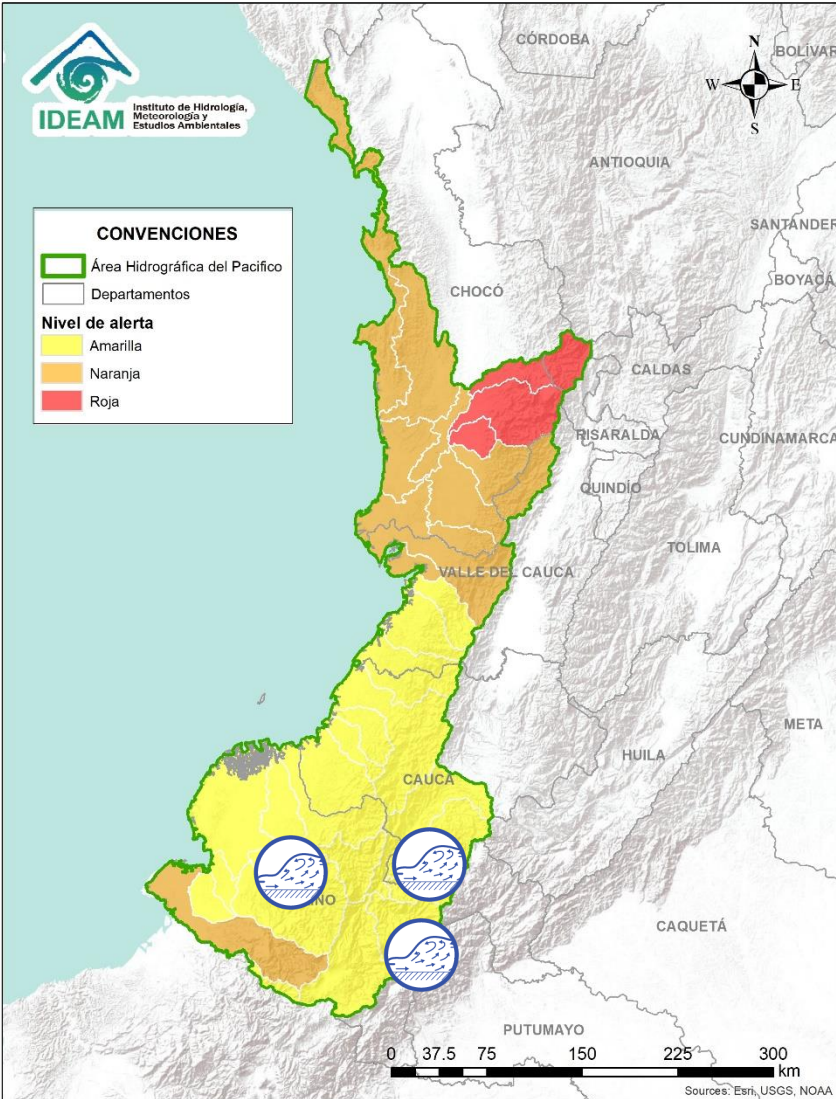 IDEAM
Instituto de Hidrología,
Meteorología y
Estudios Ambientales
CONVENCIONES
Área Hidrográfica del Pacifico
Departamentos
Nivel de alerta
Amarilla
Naranja
Roja
N
W
E
S
CÓRDOBA
BOLÍVAR
ANTIOQUIA
SANTANDER
BOYACÁ
CHOCÓ
CALDAS
RISARALDA
CUNDINAMARCA
QUINDÍO
TOLIMA
VALLE DEL CAUCA
META
HUILA
CAUCA
ÑO
CAQUETÁ
PUTUMAYO
0 37.5 75 150 225 300
km
Sources: Esri, USGS, NOAA